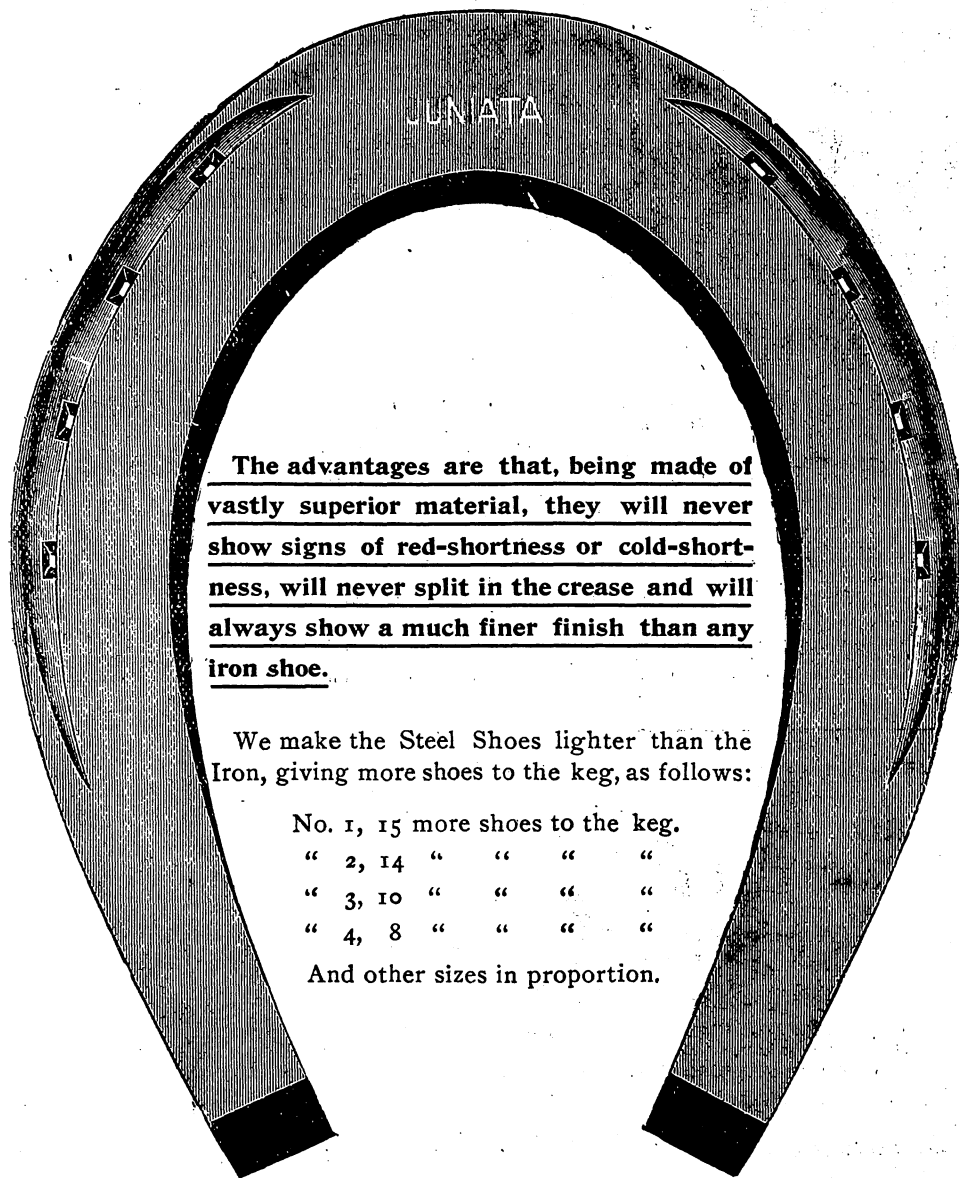 JUNIATA
The advantages are that, being made of
vastly superior material, they will never
show signs of red-shortness or cold-short-
ness, will never split in the crease and will
always show a much finer finish than any
iron shoe.
We make the Steel Shoes lighter than the
Iron, giving more shoes to the keg, as follows:
No. 1, 15 more shoes to the keg.
“ 2, 14 “ “ “ “
“ 3, 10 “ “ “ “
“ 4, 8 “ “ “ “
And other sizes in proportion.